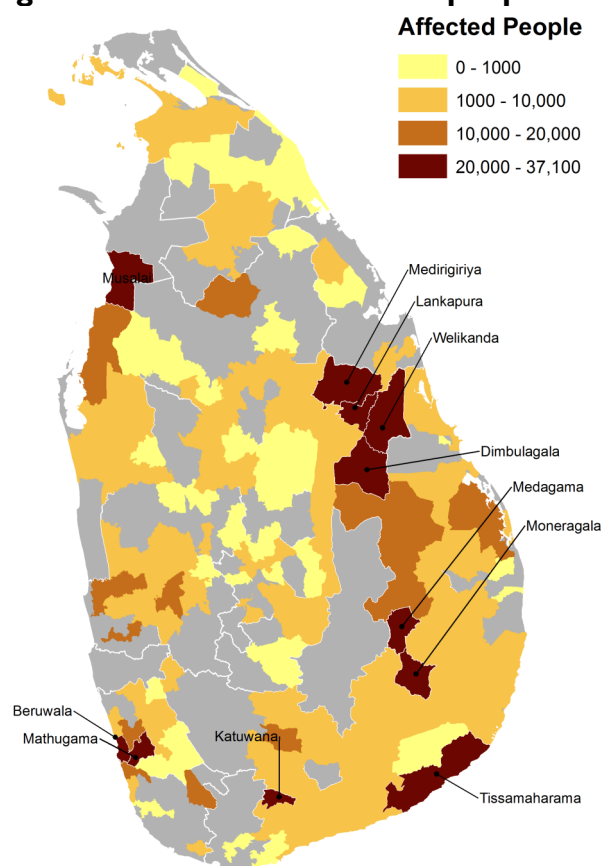 Affected People
0 - 1000
1000 - 10,000
10,000 - 20,000
20,000 - 37,100
Medirigiriya
Musalai
Lankapura
Welikanda
Dimbulagala
Medagama
Moneragala
Beruwala
Mathugama
Katuwana
Tissamaharama